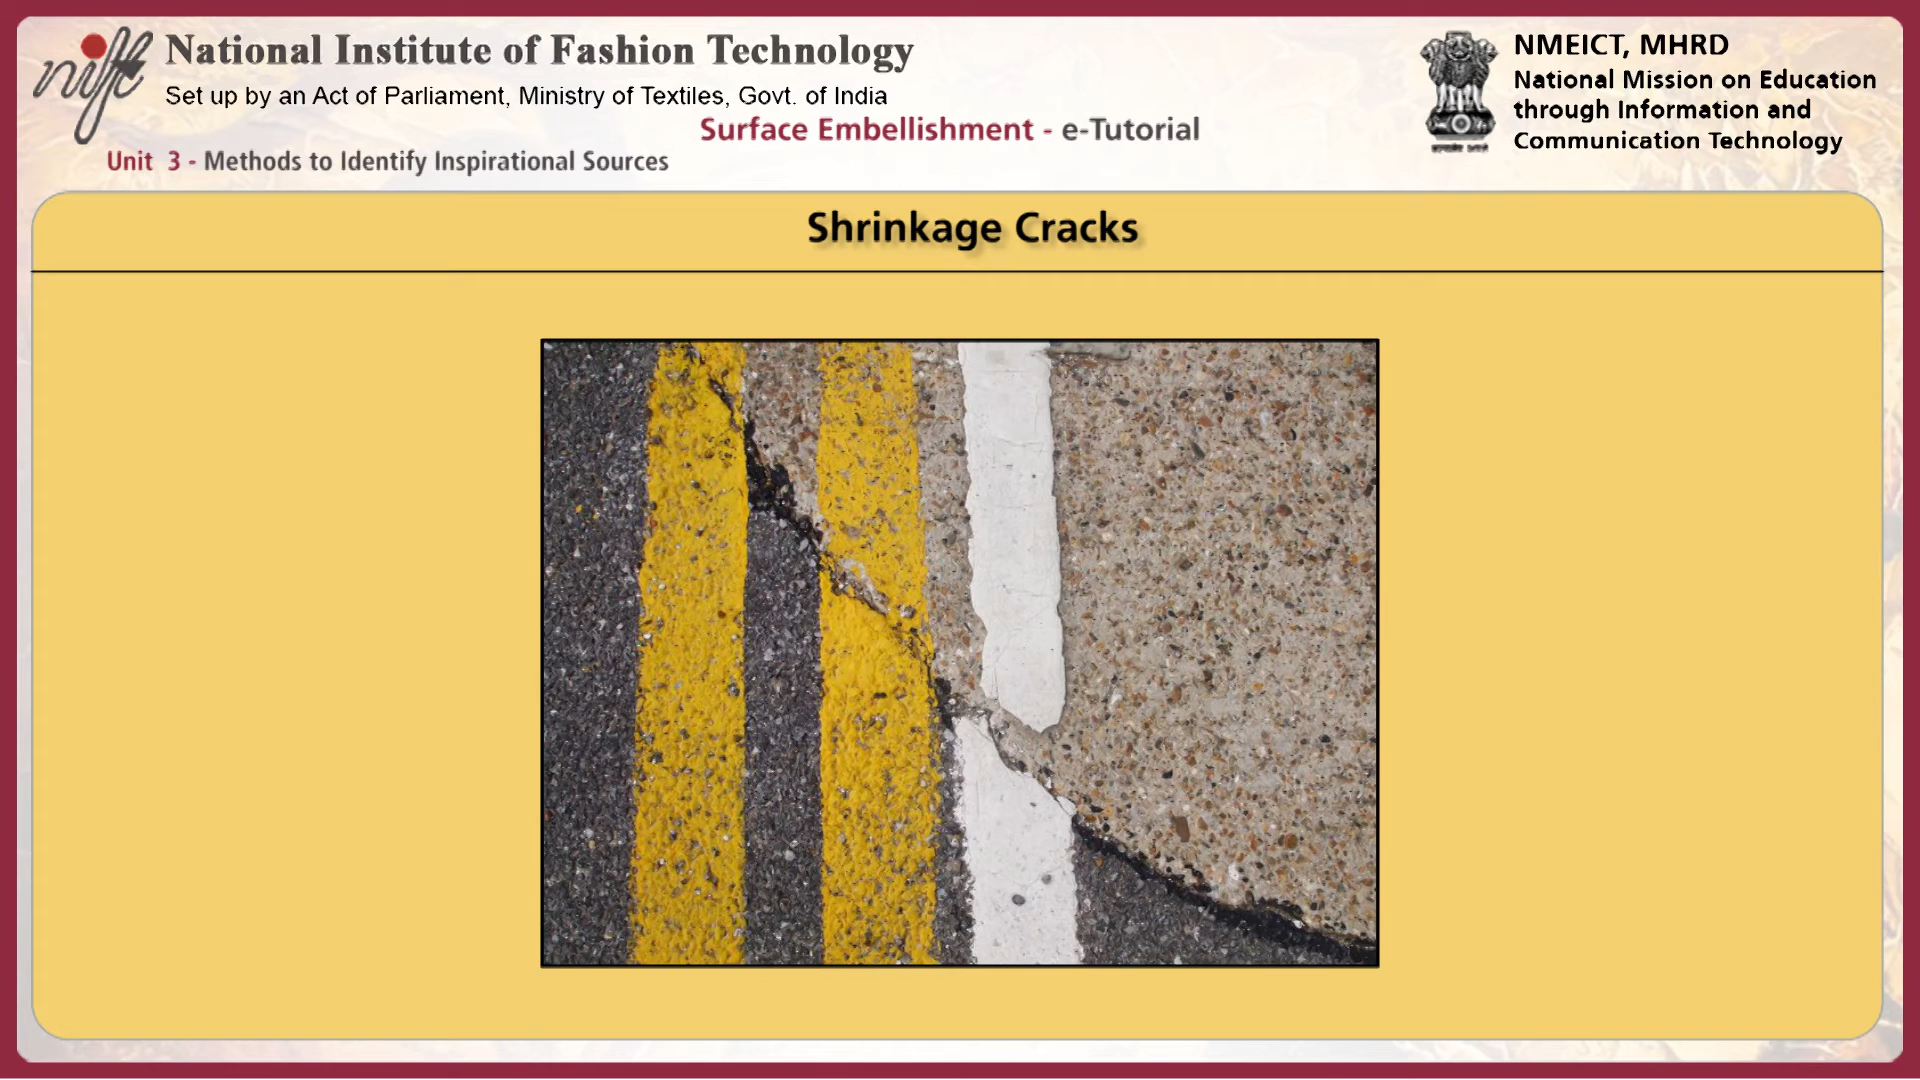 nift
National Institute of Fashion Technology
Set up by an Act of Parliament, Ministry of Textiles, Govt. of India
Surface Embellishment - e-Tutorial
Unit 3 - Methods to Identify Inspirational Sources
NMEICT, MHRD
National Mission on Education
through Information and
Communication Technology
Shrinkage Cracks